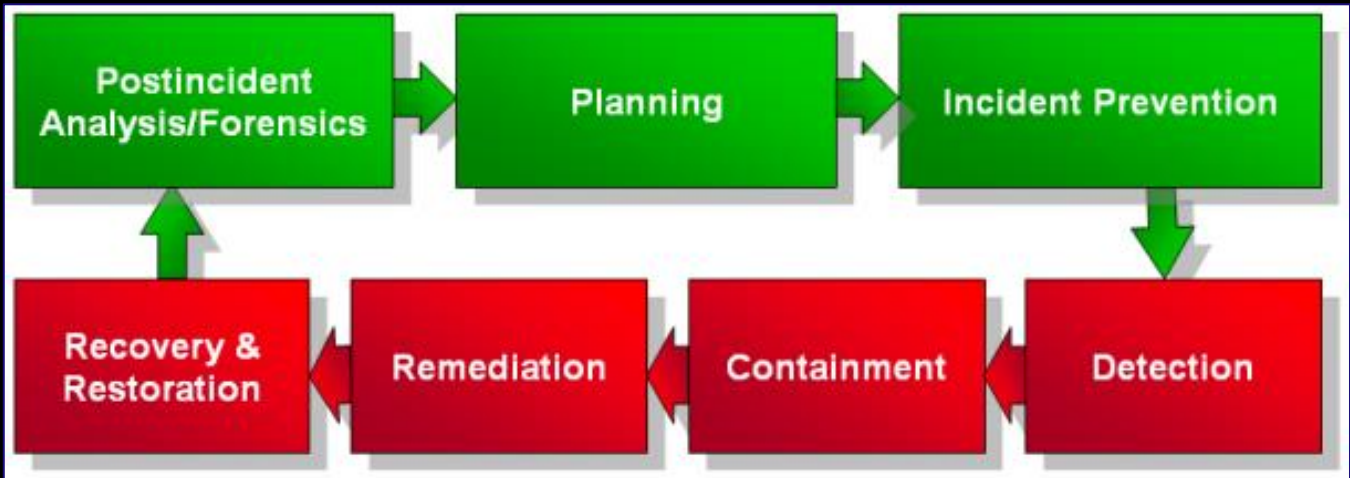 Postincident
Analysis/Forensics
Planning
Incident Prevention
Recovery &
Restoration
Remediation
Containment
Detection